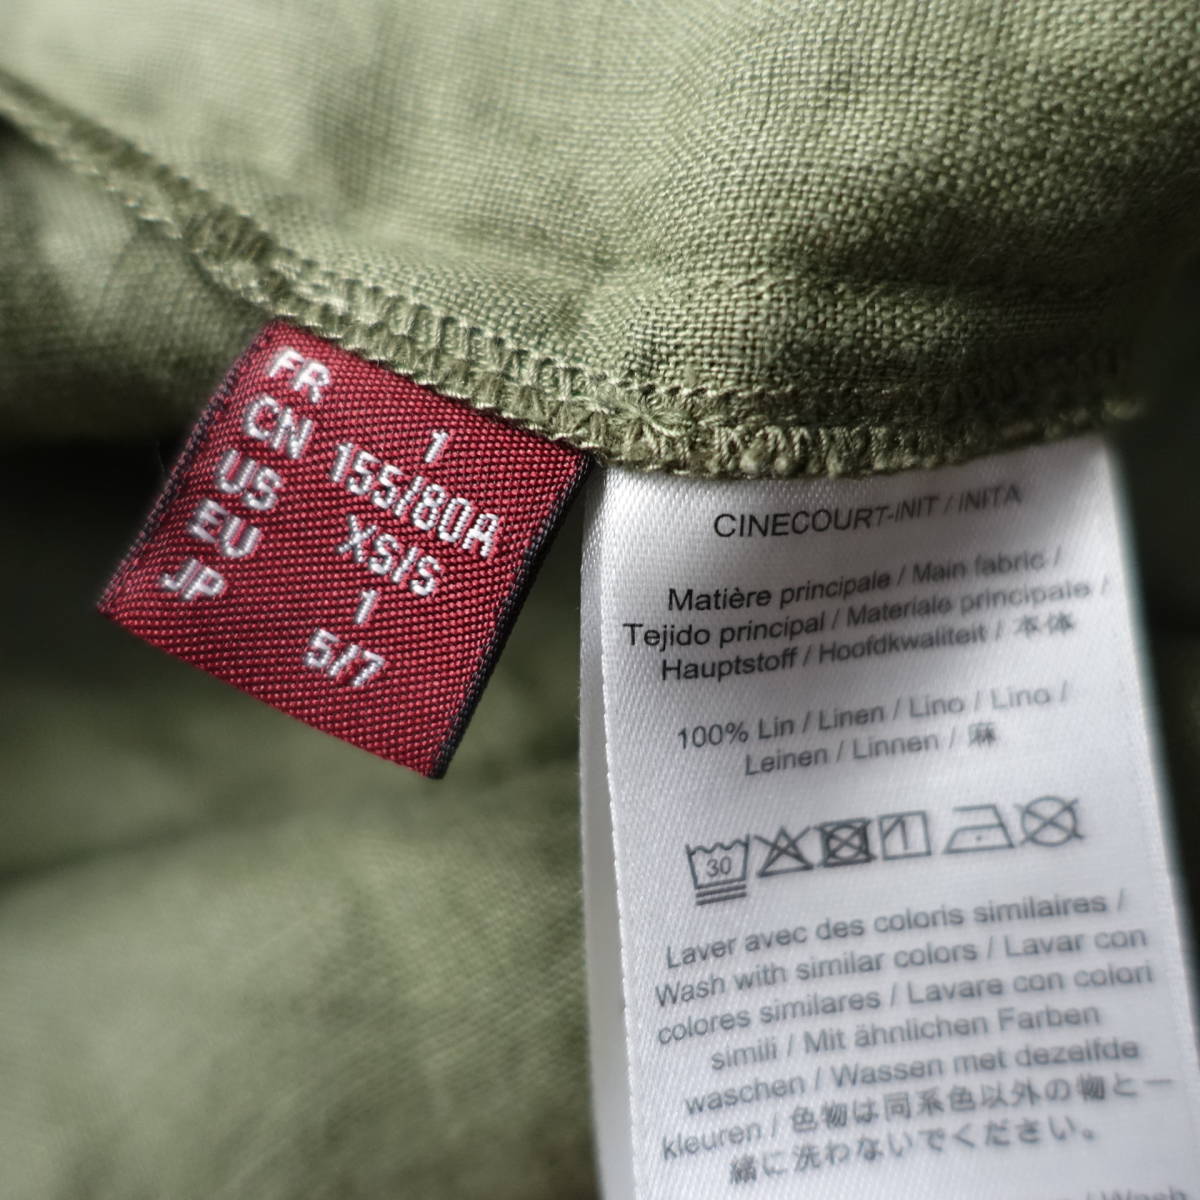 FR 1
CN 155/80A
US XS/S
EU 1
JP 5/7
CINECOURT-INIT / INITA
Matière principale / Main fabric /
Tejido principal / Materiale principale /
Hauptstoff / Hoofdkwaliteit / 本体
100% Lin / Linen / Lino / Lino /
Leinen / Linnen / 麻
30
Laver avec des coloris similaires /
Wash with similar colors / Lavar con
colores similares / Lavare con colori
simili / Mit ähnlichen Farben
waschen / Wassen met dezelfde
kleuren / 色物は同系色以外の物と一
緒に洗わないでください。